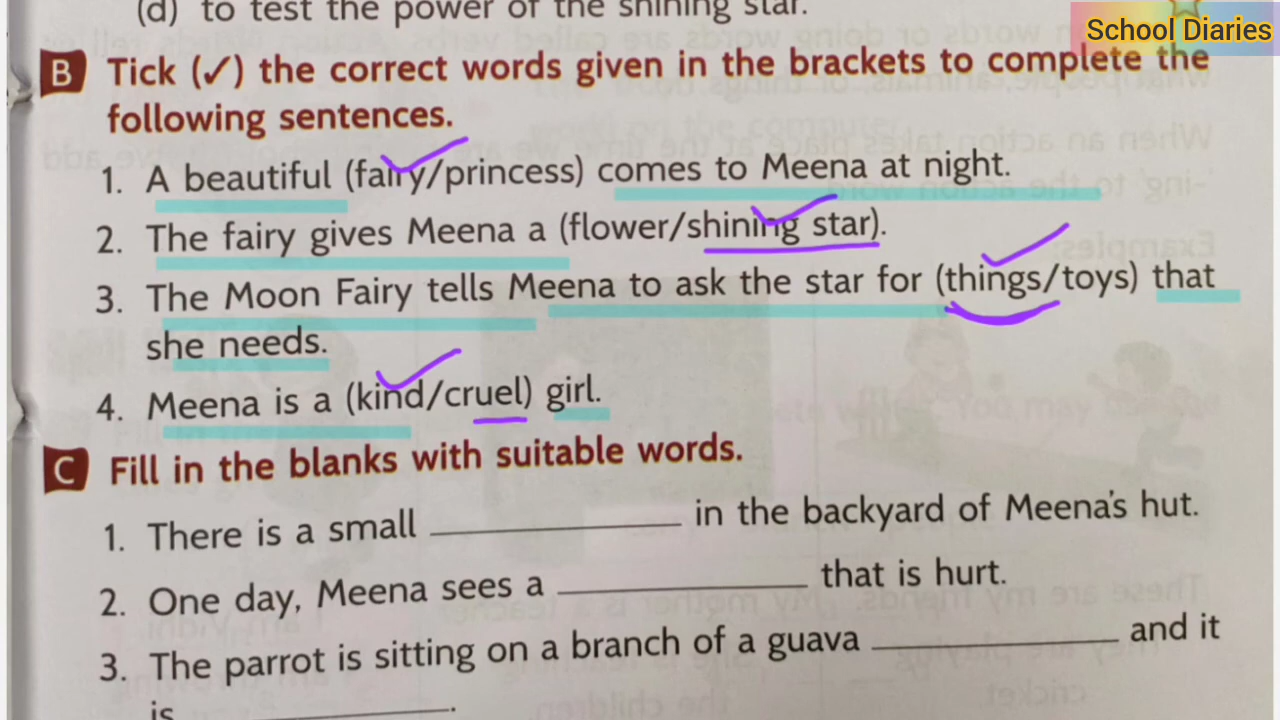 (d) to test the power of the shining star.
School Diaries
B Tick (✓) the correct words given in the brackets to complete the
following sentences.
1. A beautiful (fairy/princess) comes to Meena at night.
2. The fairy gives Meena a (flower/shining star).
3. The Moon Fairy tells Meena to ask the star for (things/toys) that
she needs.
4. Meena is a (kind/cruel) girl.
C Fill in the blanks with suitable words.
1. There is a small __________ in the backyard of Meena's hut.
2. One day, Meena sees a __________ that is hurt.
3. The parrot is sitting on a branch of a guava __________ and it
is __________.